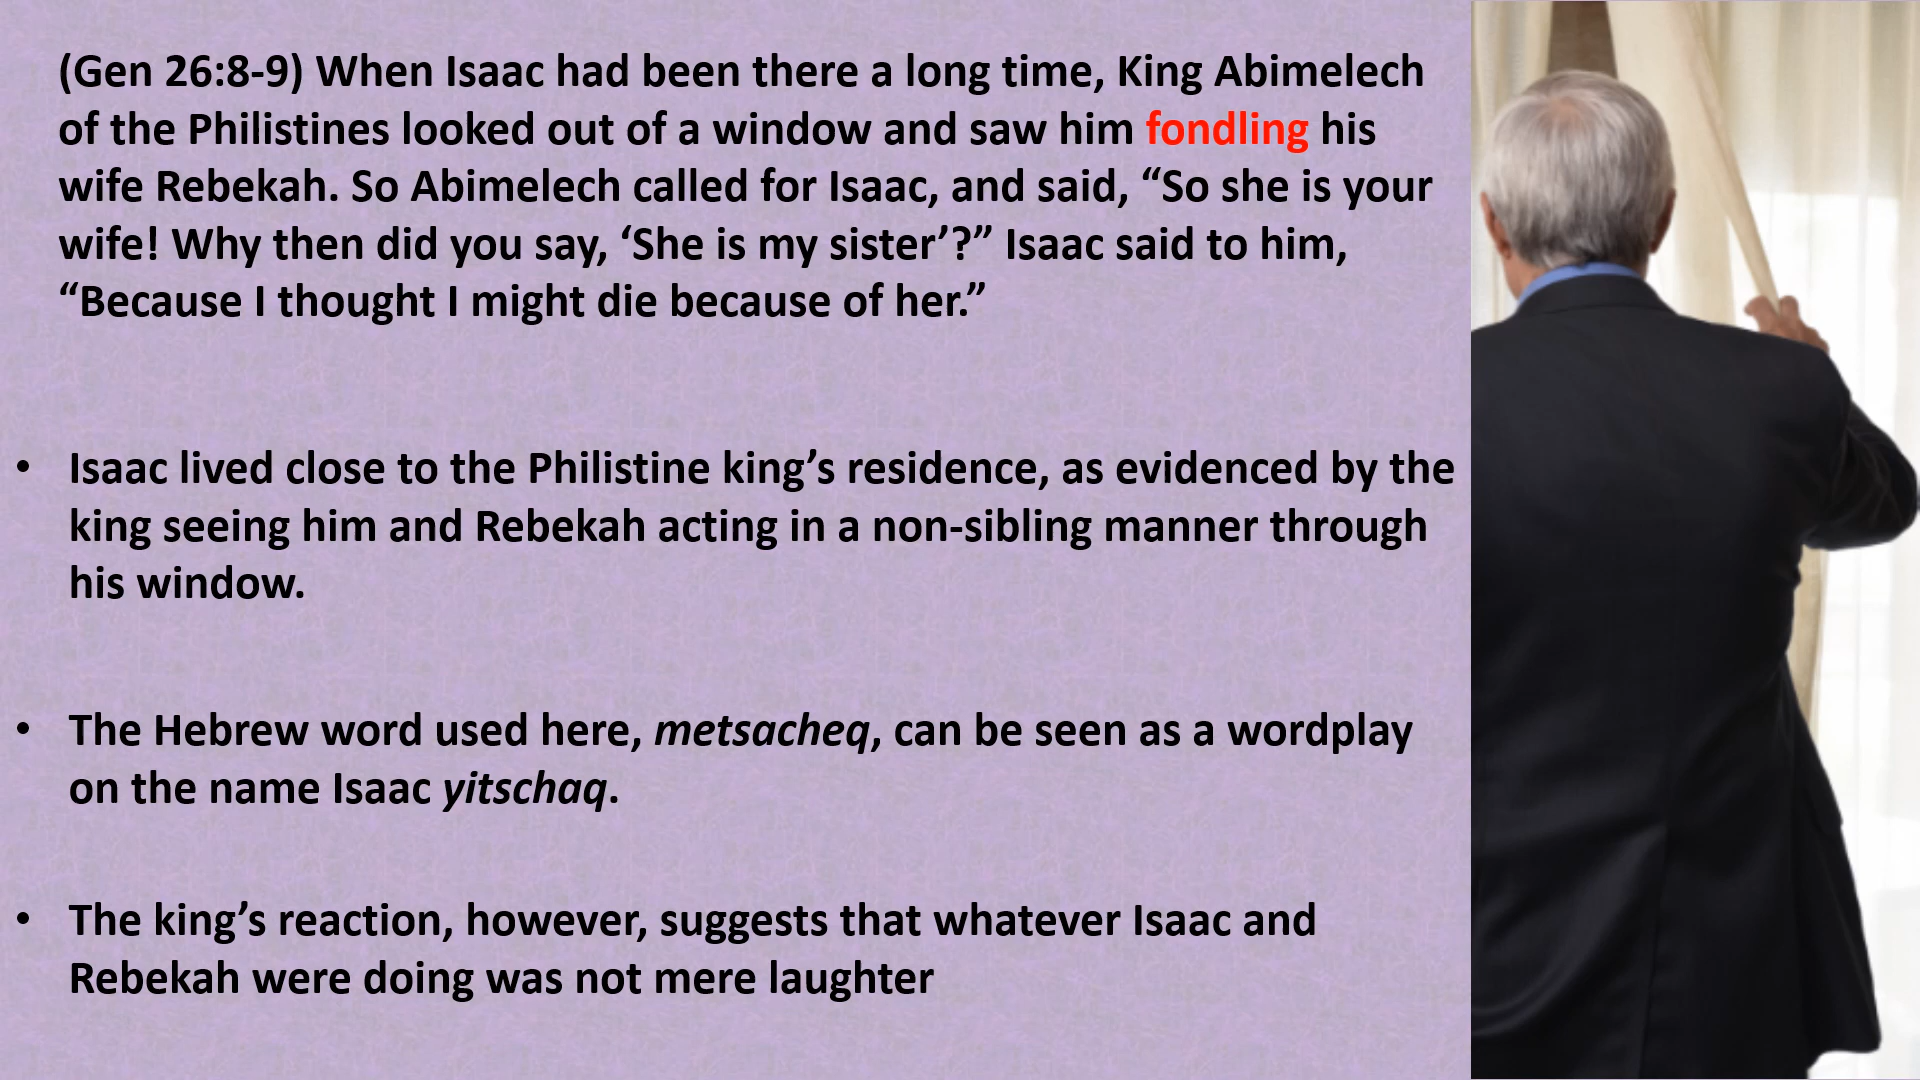 (Gen 26:8-9) When Isaac had been there a long time, King Abimelech
of the Philistines looked out of a window and saw him fondling his
wife Rebekah. So Abimelech called for Isaac, and said, “So she is your
wife! Why then did you say, ‘She is my sister’?” Isaac said to him,
“Because I thought I might die because of her.”
• Isaac lived close to the Philistine king’s residence, as evidenced by the
king seeing him and Rebekah acting in a non-sibling manner through
his window.
• The Hebrew word used here, metsacheq, can be seen as a wordplay
on the name Isaac yitschaq.
• The king’s reaction, however, suggests that whatever Isaac and
Rebekah were doing was not mere laughter